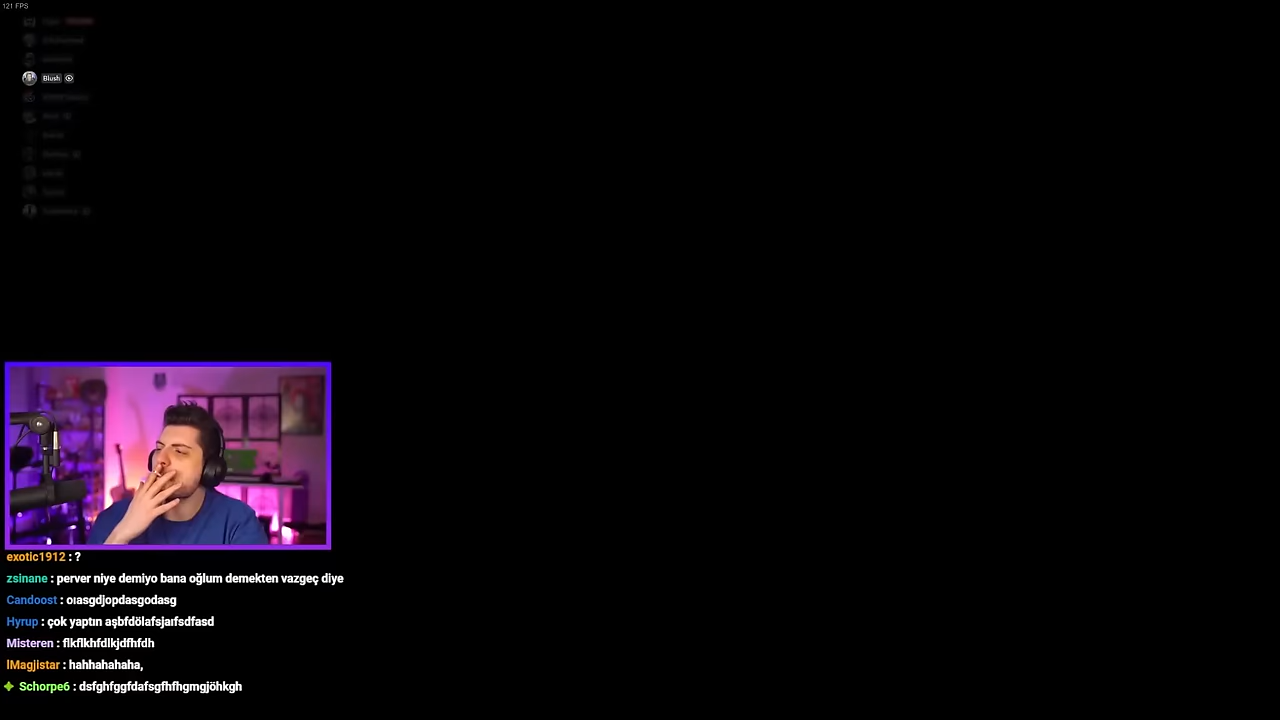 121 FPS
Blush
exotic1912 : ?
zsinane : perver niye demiyo bana oğlum demekten vazgeç diye
Candoost : oıasgdjopdasgodasg
Hyrup : çok yaptın aşbfdölafsjaıfsdfasd
Misteren : flkflkhfdlkjdfhfdh
lMagjistar : hahhahahaha,
Schorpe6 : dsfghfggfdafsgfhfhgmgjöhkgh